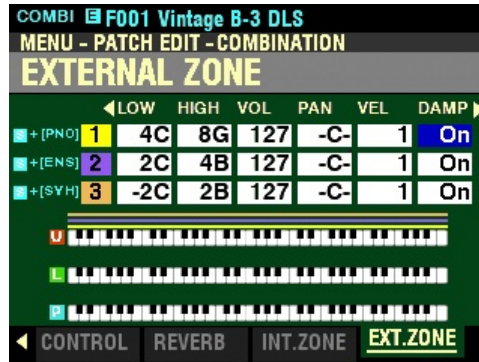 COMBI E F001 Vintage B-3 DLS
MENU - PATCH EDIT - COMBINATION
EXTERNAL ZONE
LOW HIGH VOL PAN VEL DAMP
S + [PNO] 1 4C 8G 127 -C- 1 On
S + [ENS] 2 2C 4B 127 -C- 1 On
S + [SYH] 3 -2C 2B 127 -C- 1 On
U
L
P
CONTROL REVERB INT.ZONE EXT.ZONE